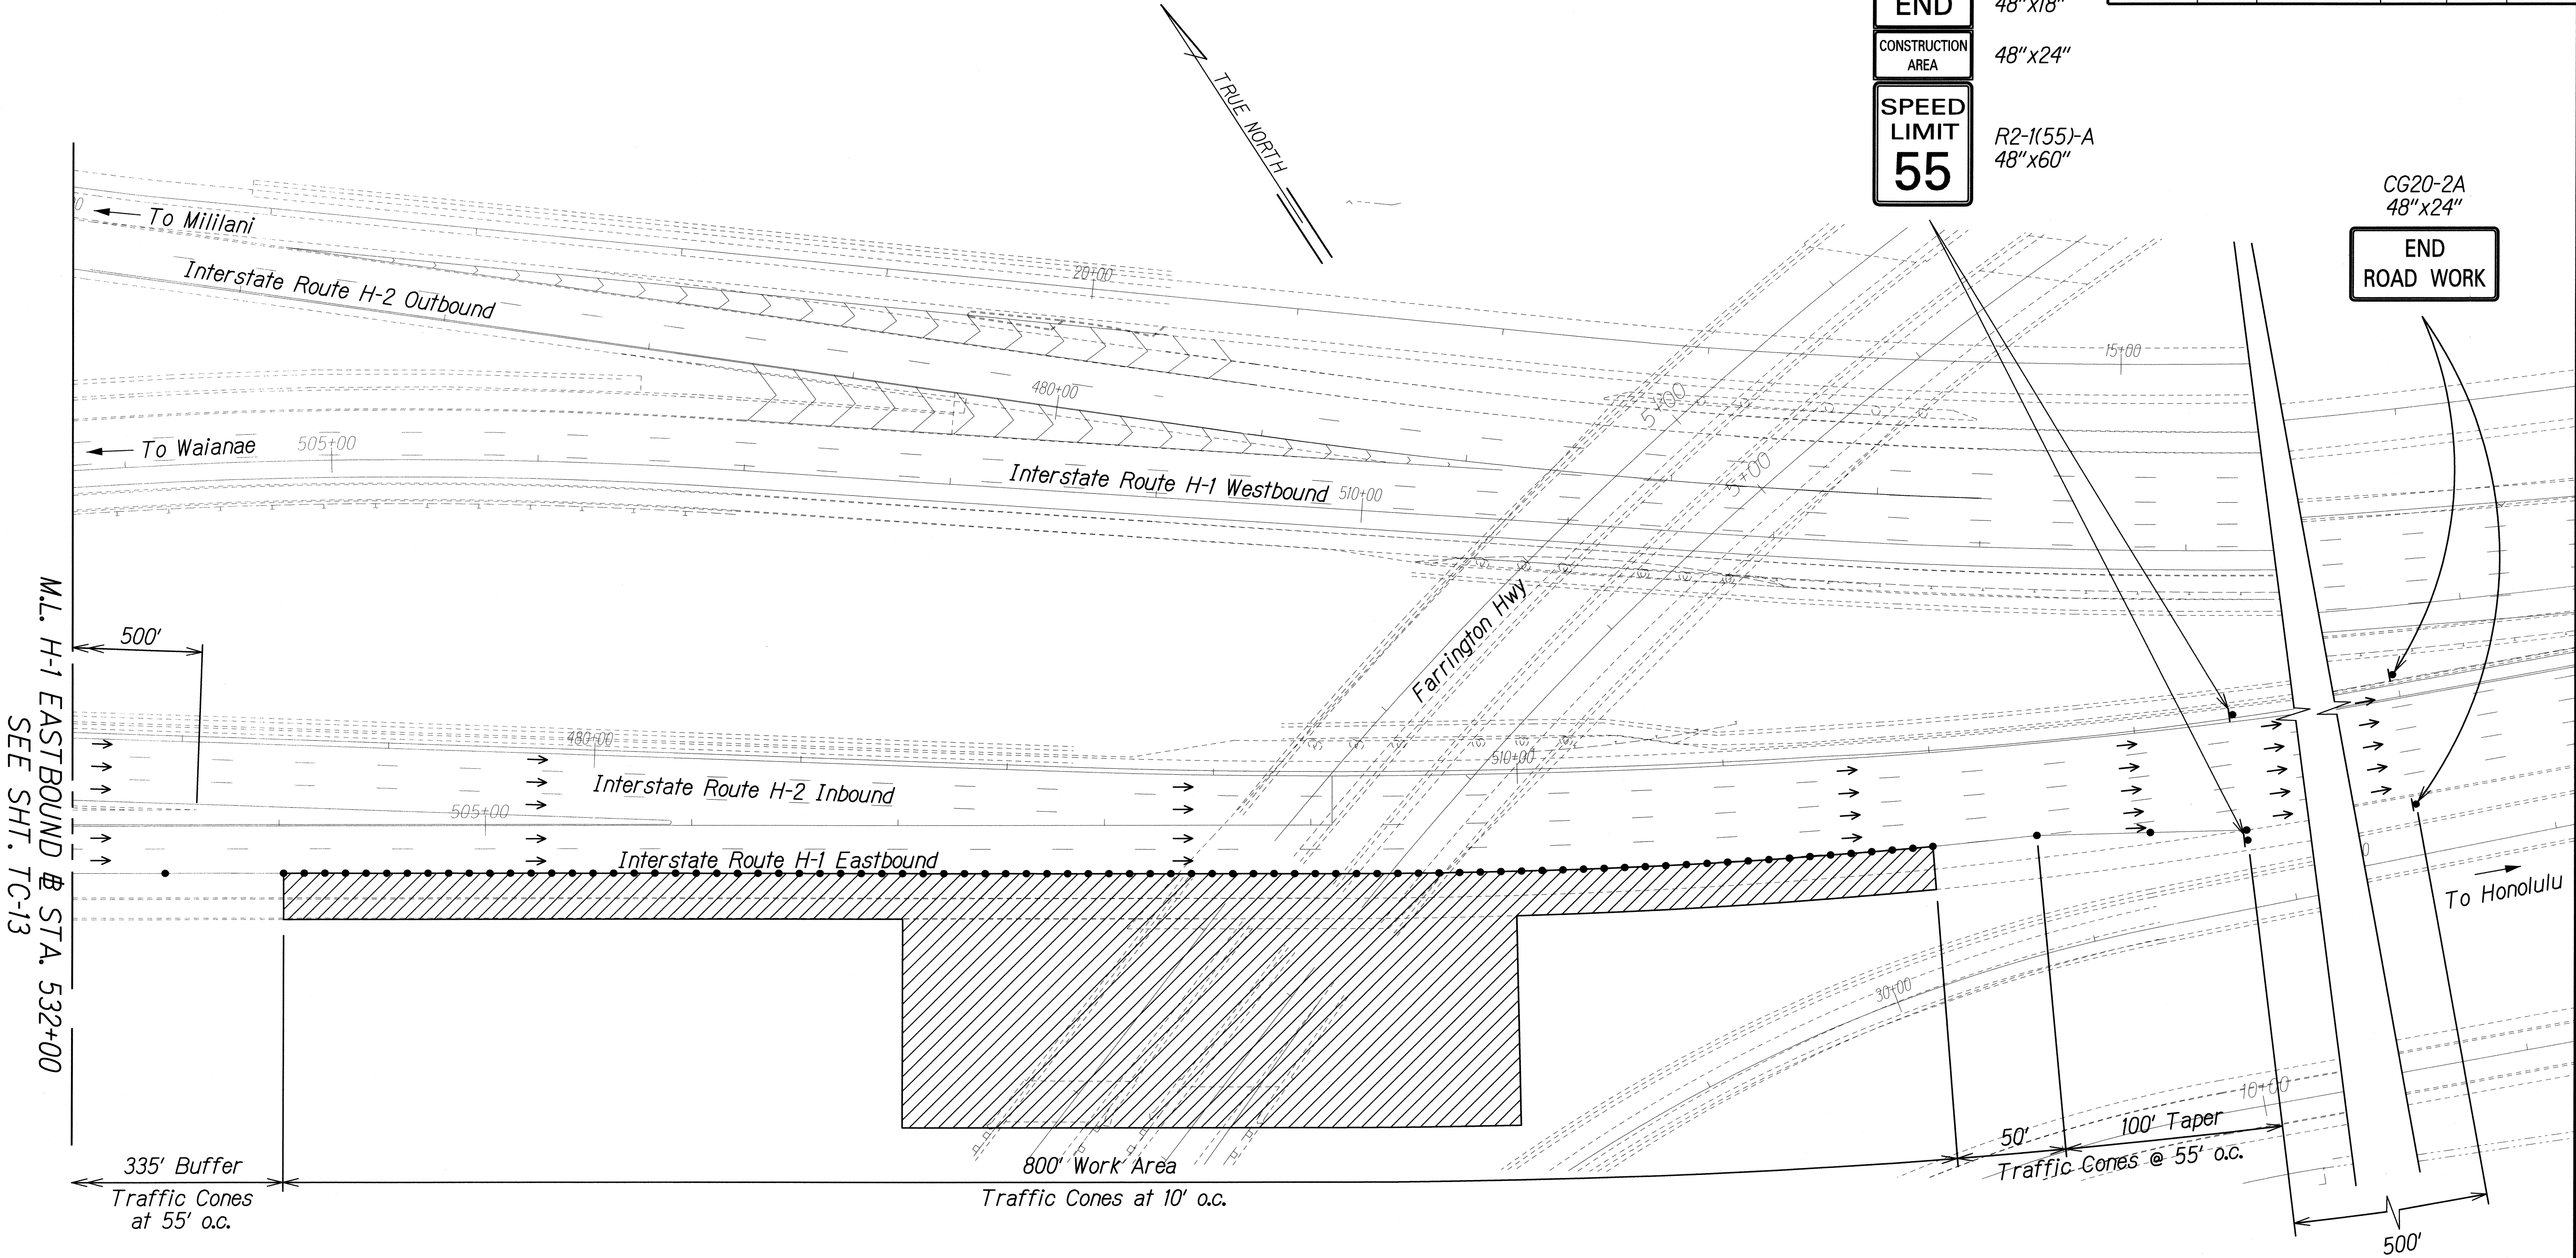 END
48"x18"
CONSTRUCTION
AREA
48"x24"
SPEED
LIMIT
55
R2-1(55)-A
48"x60"
CG20-2A
48"x24"
END
ROAD WORK
TRUE NORTH
To Mililani
Interstate Route H-2 Outbound
20+00
15+00
480+00
To Waianae
505+00
Interstate Route H-1 Westbound
510+00
5+00
5+00
Farrington Hwy
500'
M.L. H-1 EASTBOUND ⅊ STA. 532+00
SEE SHT. TC-13
480+00
Interstate Route H-2 Inbound
510+00
505+00
Interstate Route H-1 Eastbound
To Honolulu
30+00
10+00
335' Buffer
Traffic Cones
at 55' o.c.
800' Work Area
Traffic Cones at 10' o.c.
50'
100' Taper
Traffic Cones @ 55' o.c.
500'